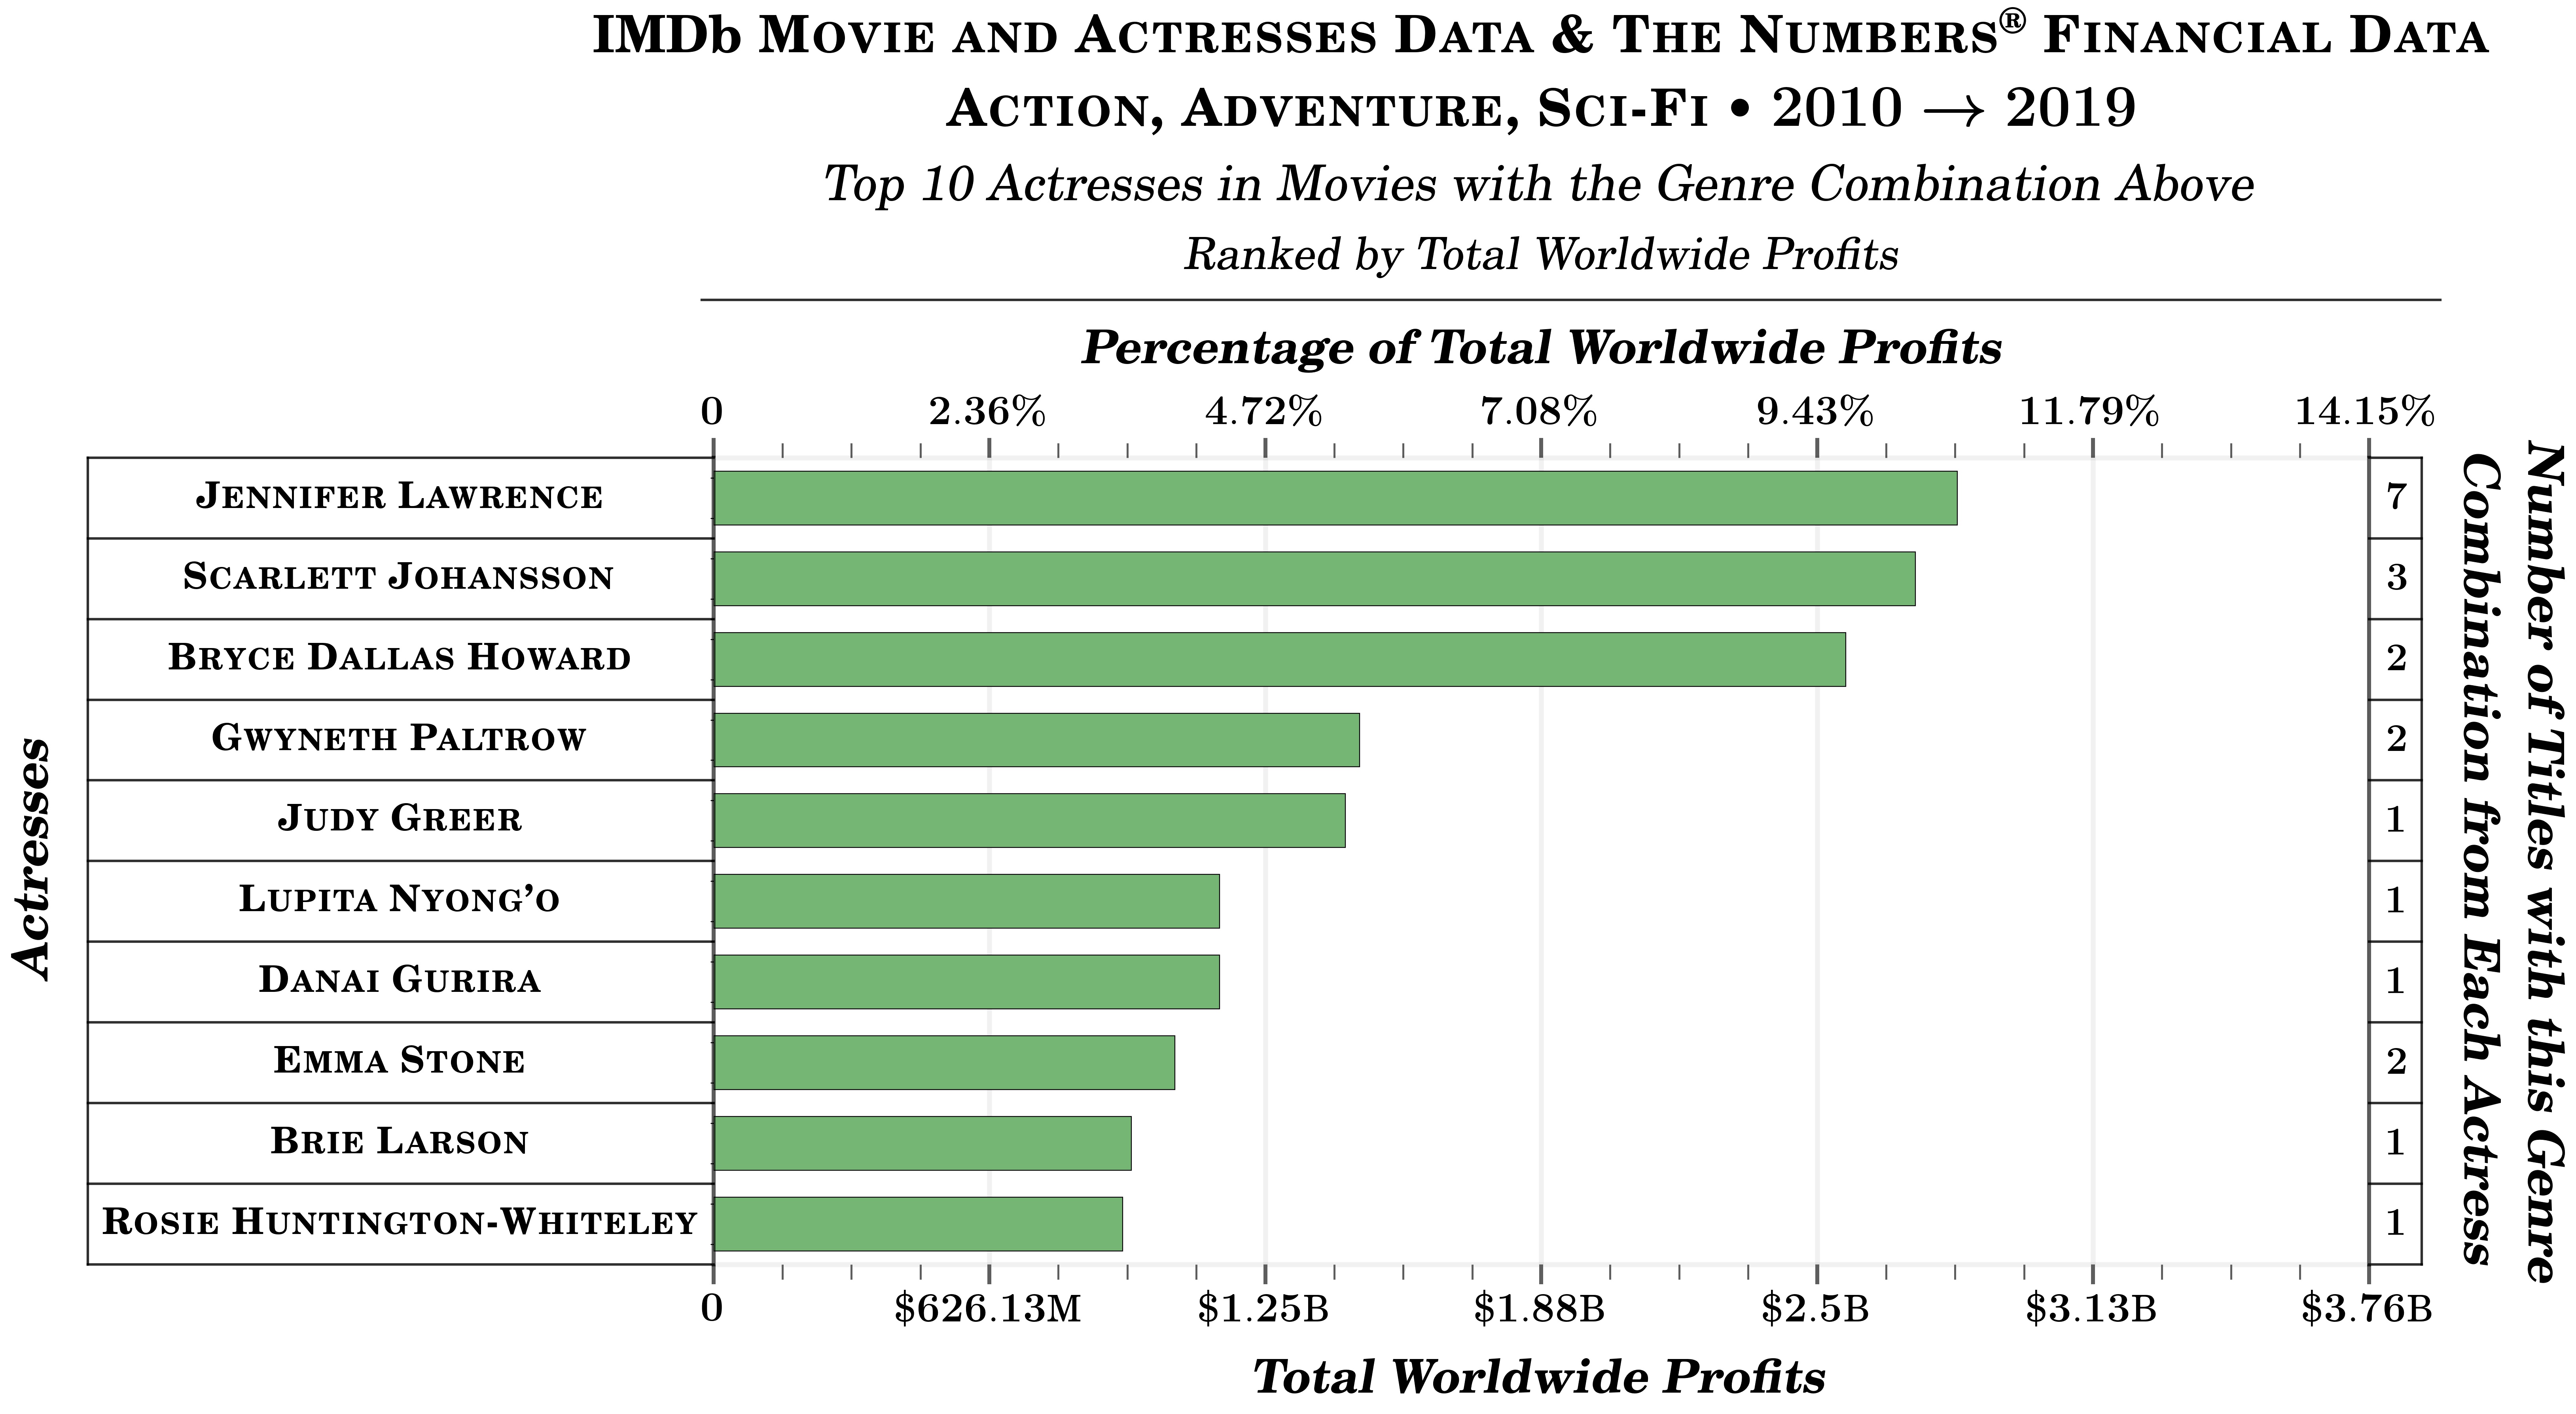 IMDb Movie and Actresses Data & The Numbers® Financial Data
Action, Adventure, Sci-Fi • 2010 → 2019
Top 10 Actresses in Movies with the Genre Combination Above
Ranked by Total Worldwide Profits
Percentage of Total Worldwide Profits
0 2.36% 4.72% 7.08% 9.43% 11.79% 14.15%
Actresses
Jennifer Lawrence 7
Scarlett Johansson 3
Bryce Dallas Howard 2
Gwyneth Paltrow 2
Judy Greer 1
Lupita Nyong’o 1
Danai Gurira 1
Emma Stone 2
Brie Larson 1
Rosie Huntington-Whiteley 1
Number of Titles with this Genre
Combination from Each Actress
0 $626.13M $1.25B $1.88B $2.5B $3.13B $3.76B
Total Worldwide Profits